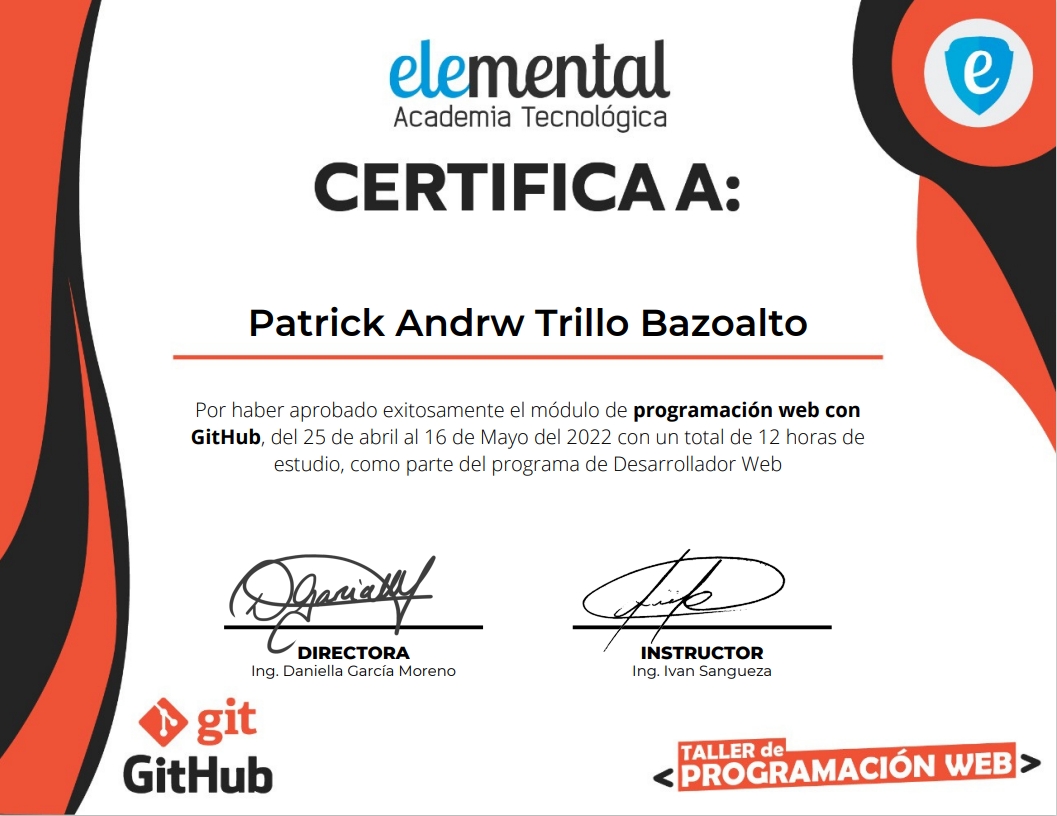 elemental
Academia Tecnológica
e
CERTIFICA A:
Patrick Andrw Trillo Bazoalto
Por haber aprobado exitosamente el módulo de programación web con
GitHub, del 25 de abril al 16 de Mayo del 2022 con un total de 12 horas de
estudio, como parte del programa de Desarrollador Web
DIRECTORA
Ing. Daniella García Moreno
INSTRUCTOR
Ing. Ivan Sangueza
git
GitHub
TALLER de
<PROGRAMACIÓN WEB>